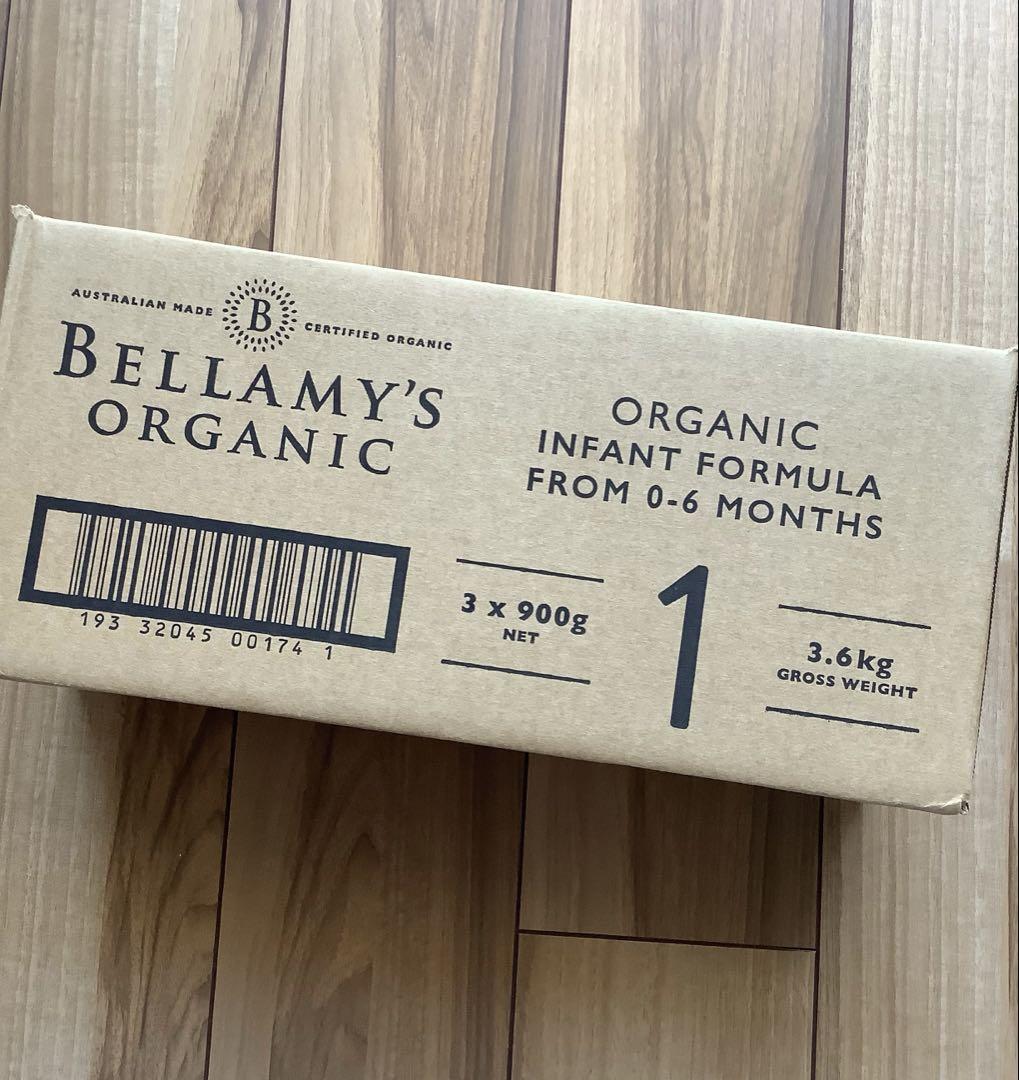 AUSTRALIAN MADE B CERTIFIED ORGANIC
BELLAMY'S
ORGANIC
193 32045 00174 1
ORGANIC
INFANT FORMULA
FROM 0-6 MONTHS
3 x 900g
NET
1
3.6kg
GROSS WEIGHT